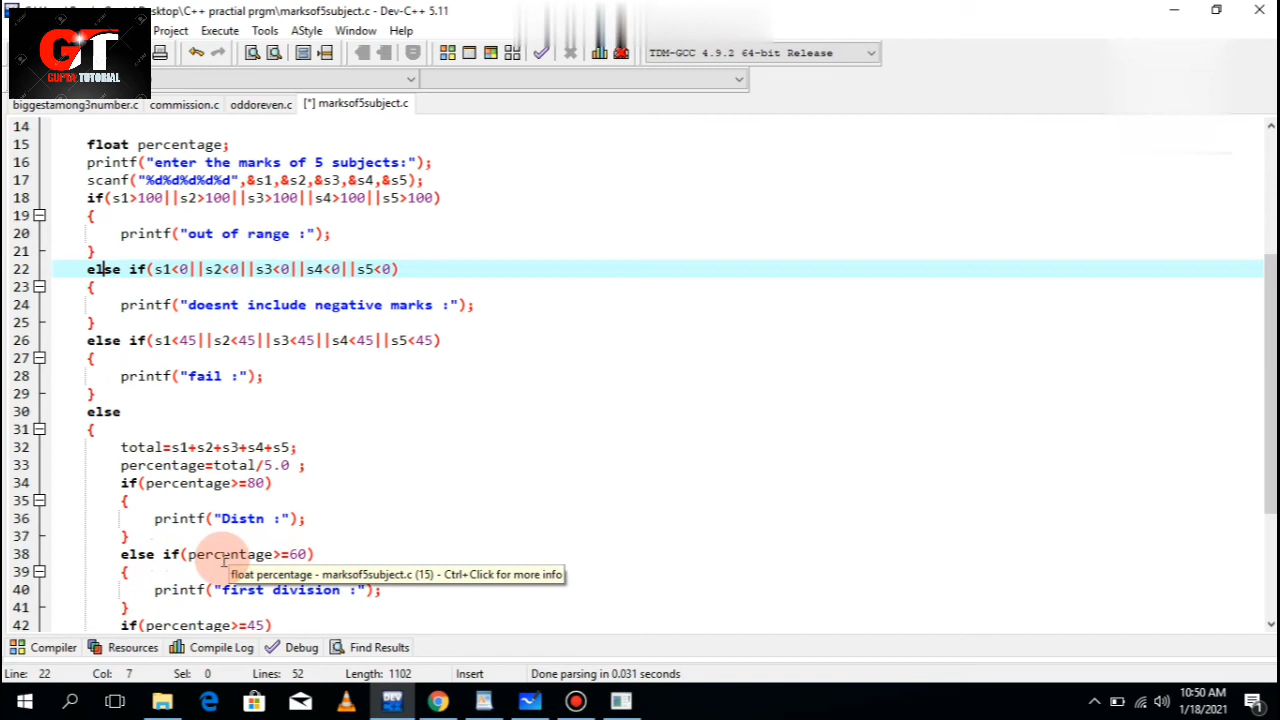 Desktop\C++ practial prgm\marksof5subject.c - Dev-C++ 5.11
Project Execute Tools AStyle Window Help
GT
GUPTA TUTORIAL
TDM-GCC 4.9.2 64-bit Release
biggestamong3number.c commission.c oddoreven.c [*] marksof5subject.c
14
15 float percentage;
16 printf("enter the marks of 5 subjects:");
17 scanf("%d%d%d%d%d",&s1,&s2,&s3,&s4,&s5);
18 if(s1>100||s2>100||s3>100||s4>100||s5>100)
19 {
20 printf("out of range :");
21 }
22 else if(s1<0||s2<0||s3<0||s4<0||s5<0)
23 {
24 printf("doesnt include negative marks :");
25 }
26 else if(s1<45||s2<45||s3<45||s4<45||s5<45)
27 {
28 printf("fail :");
29 }
30 else
31 {
32 total=s1+s2+s3+s4+s5;
33 percentage=total/5.0 ;
34 if(percentage>=80)
35 {
36 printf("Distn :");
37 }
38 else if(percentage>=60)
39 {
float percentage - marksof5subject.c (15) - Ctrl+Click for more info
40 printf("first division :");
41 }
42 if(percentage>=45)
Compiler Resources Compile Log Debug Find Results
Line: 22 Col: 7 Sel: 0 Lines: 52 Length: 1102 Insert Done parsing in 0.031 seconds
DEV
10:50 AM
1/18/2021
1